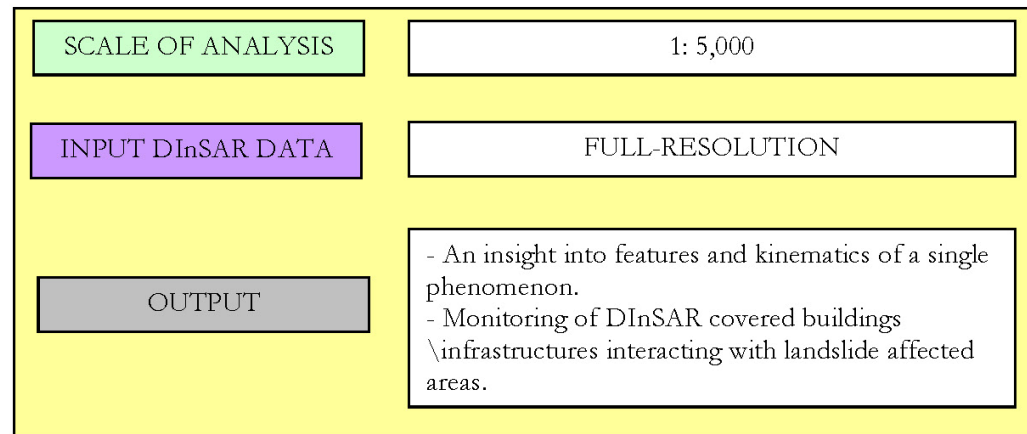 SCALE OF ANALYSIS
1: 5,000
INPUT DInSAR DATA
FULL-RESOLUTION
OUTPUT
- An insight into features and kinematics of a single
phenomenon.
- Monitoring of DInSAR covered buildings
\infrastructures interacting with landslide affected
areas.